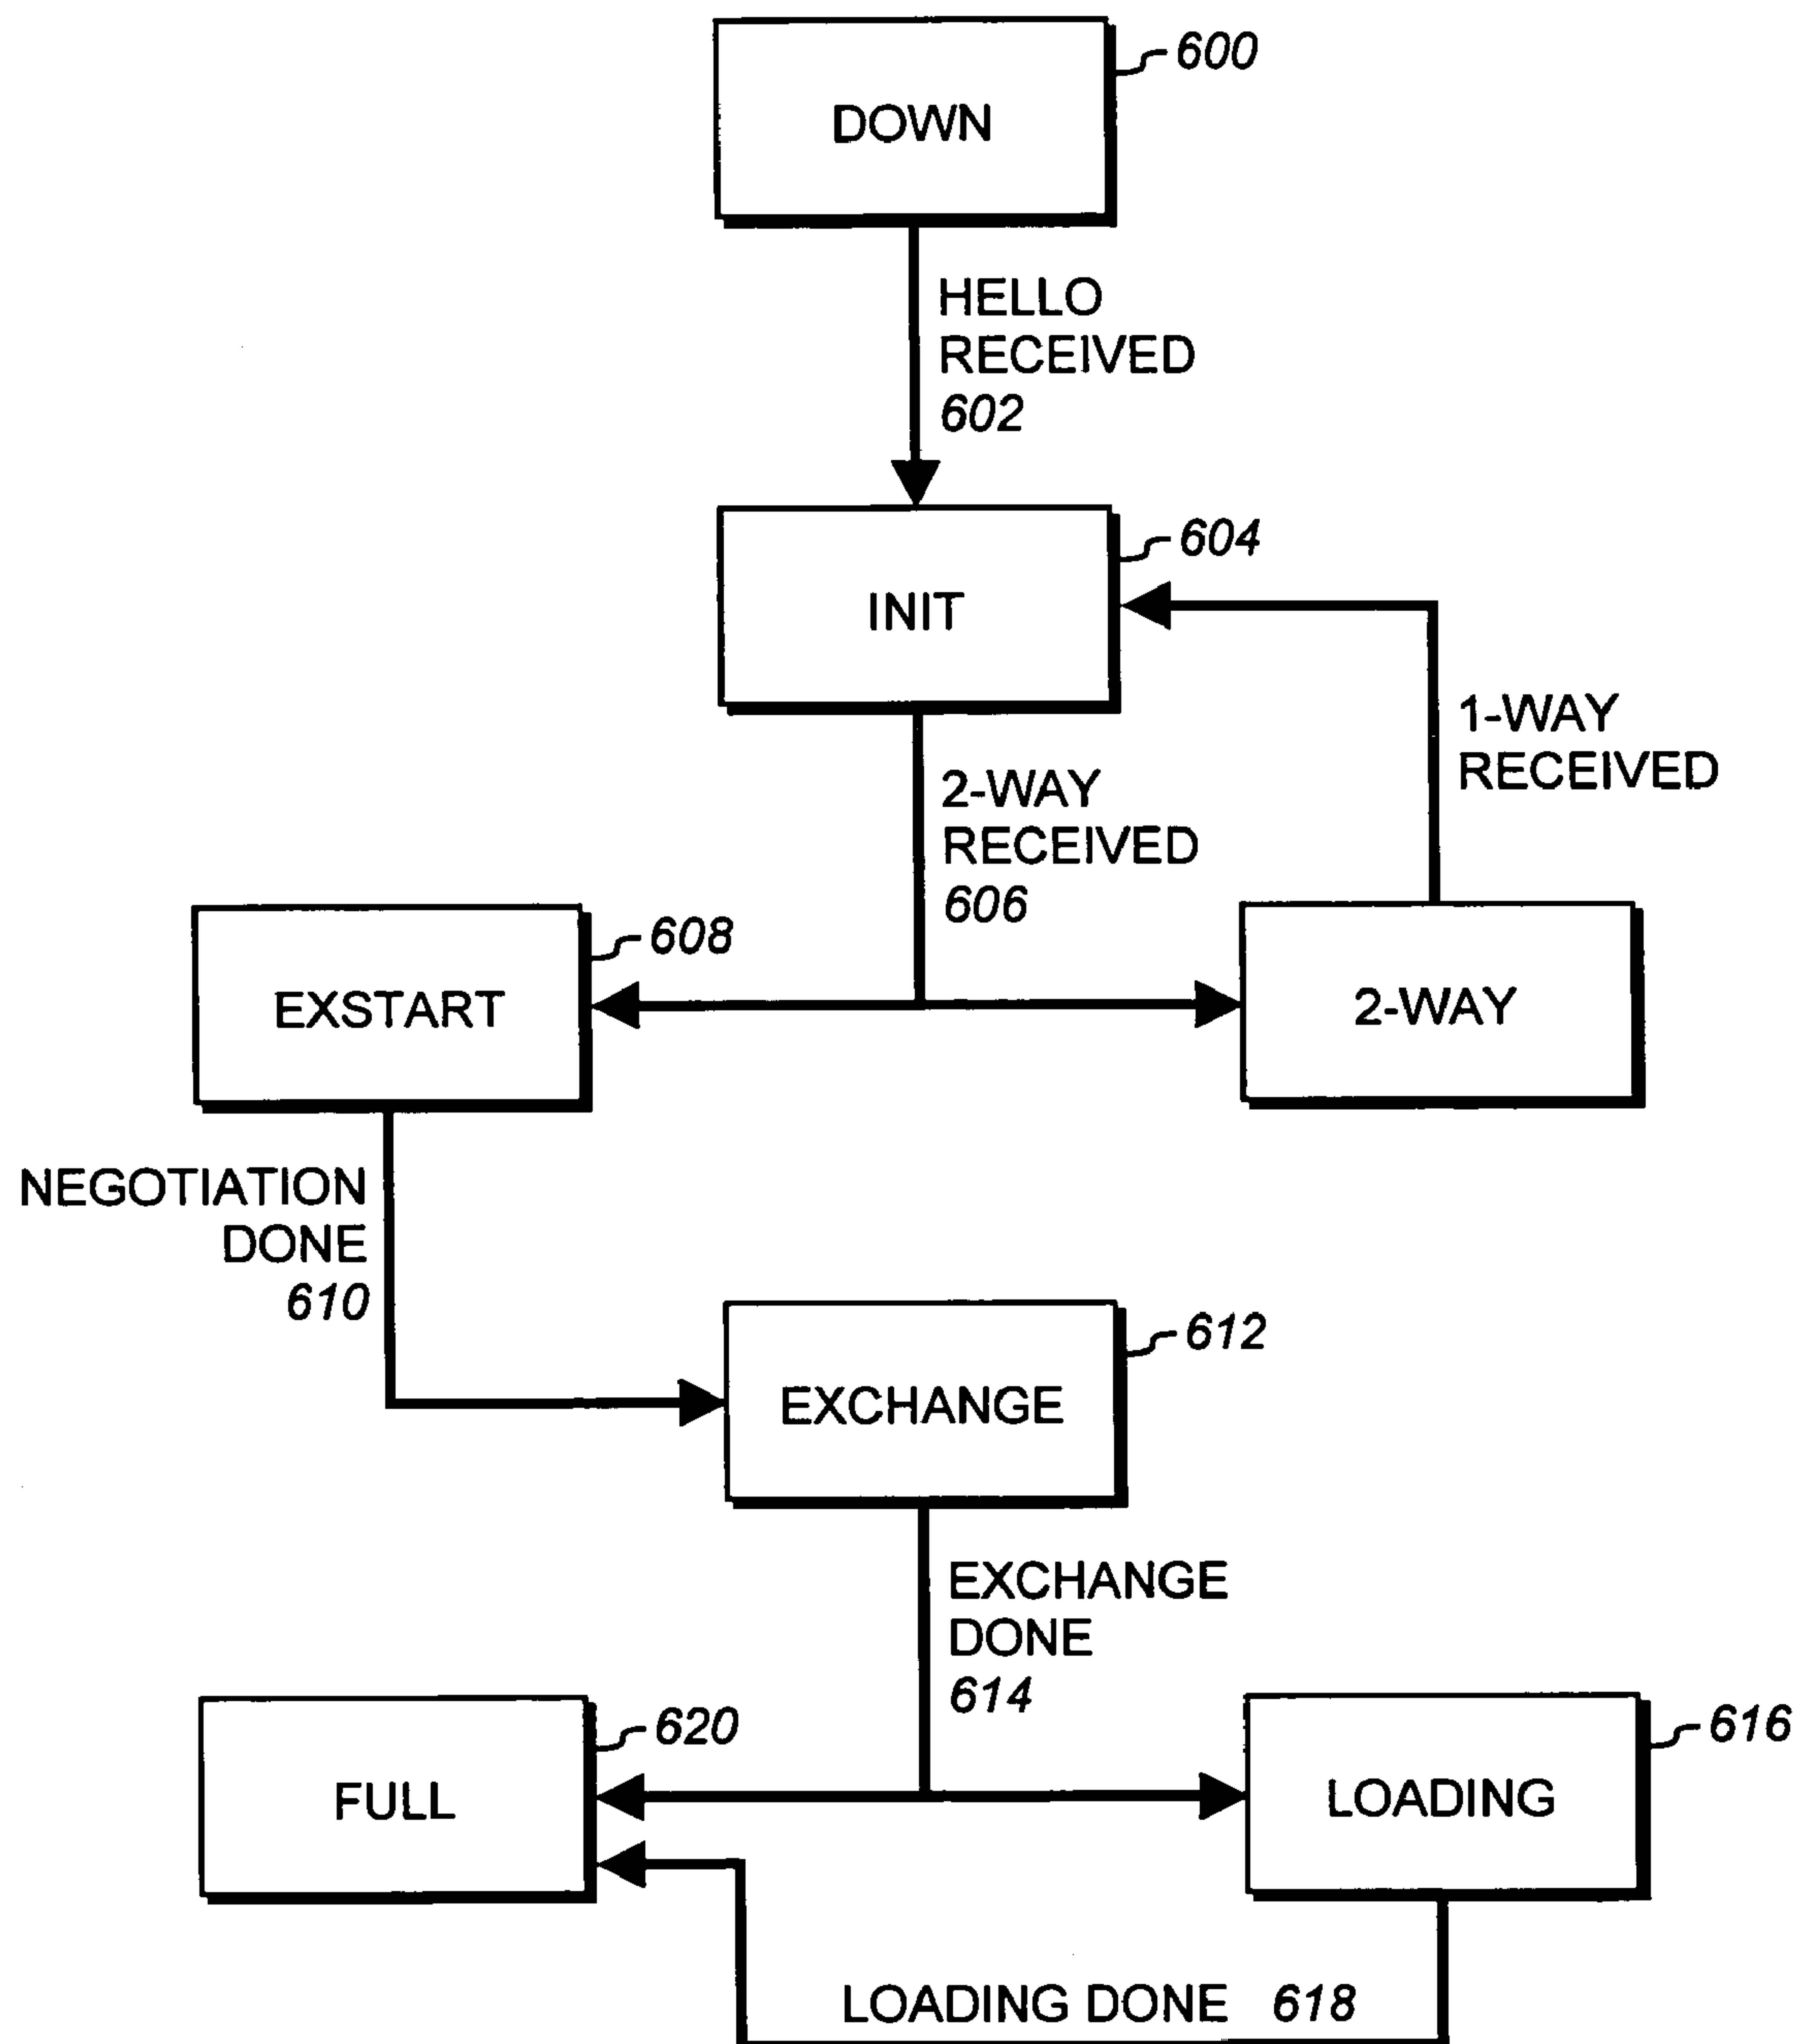 600
DOWN
HELLO
RECEIVED
602
604
INIT
1-WAY
RECEIVED
2-WAY
RECEIVED
606
608
EXSTART
2-WAY
NEGOTIATION
DONE
610
612
EXCHANGE
EXCHANGE
DONE
614
620
616
FULL
LOADING
LOADING DONE 618